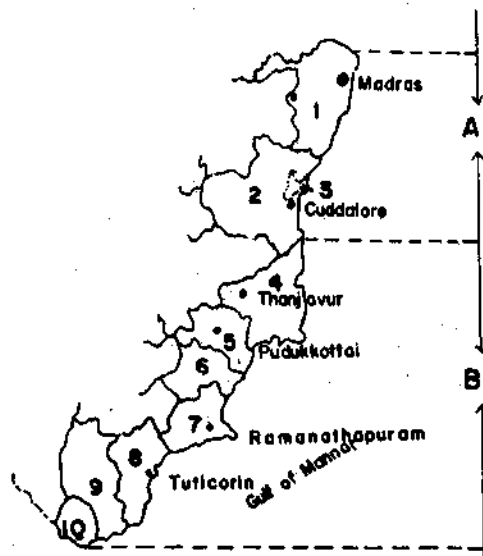 Madras
1
A
2
3
Cuddalore
4
Thanjavur
5
Pudukkottai
6
B
7
Ramanathapuram
8
Tuticorin
Gulf of Mannar
9
10